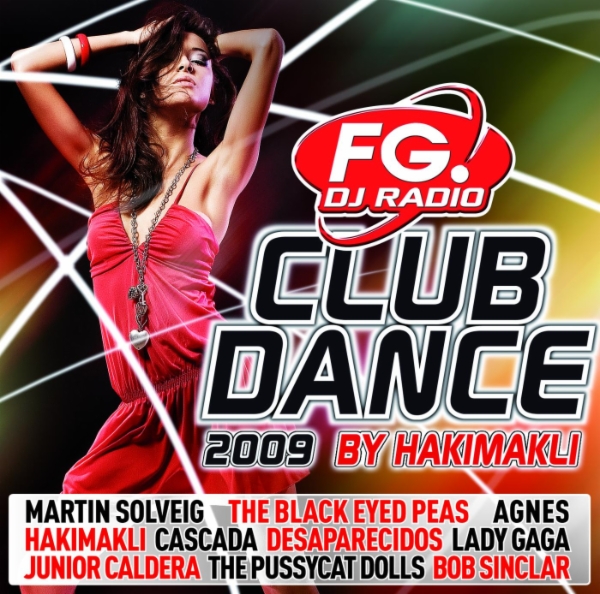 FG.
DJ RADIO
CLUB
DANCE
2009 BY HAKIMAKLI
MARTIN SOLVEIG THE BLACK EYED PEAS AGNES
HAKIMAKLI CASCADA DESAPARECIDOS LADY GAGA
JUNIOR CALDERA THE PUSSYCAT DOLLS BOB SINCLAR